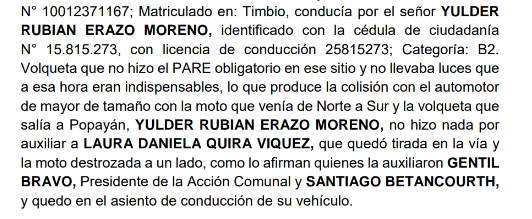 N° 10012371167; Matriculado en: Timbio, conducía por el señor YULDER
RUBIAN ERAZO MORENO, identificado con la cédula de ciudadanía
N° 15.815.273, con licencia de conducción 25815273; Categoría: B2.
Volqueta que no hizo el PARE obligatorio en ese sitio y no llevaba luces que
a esa hora eran indispensables, lo que produce la colisión con el automotor
de mayor de tamaño con la moto que venía de Norte a Sur y la volqueta que
salía a Popayán, YULDER RUBIAN ERAZO MORENO, no hizo nada por
auxiliar a LAURA DANIELA QUIRA VIQUEZ, que quedó tirada en la vía y
la moto destrozada a un lado, como lo afirman quienes la auxiliaron GENTIL
BRAVO, Presidente de la Acción Comunal y SANTIAGO BETANCOURTH,
y quedo en el asiento de conducción de su vehículo.